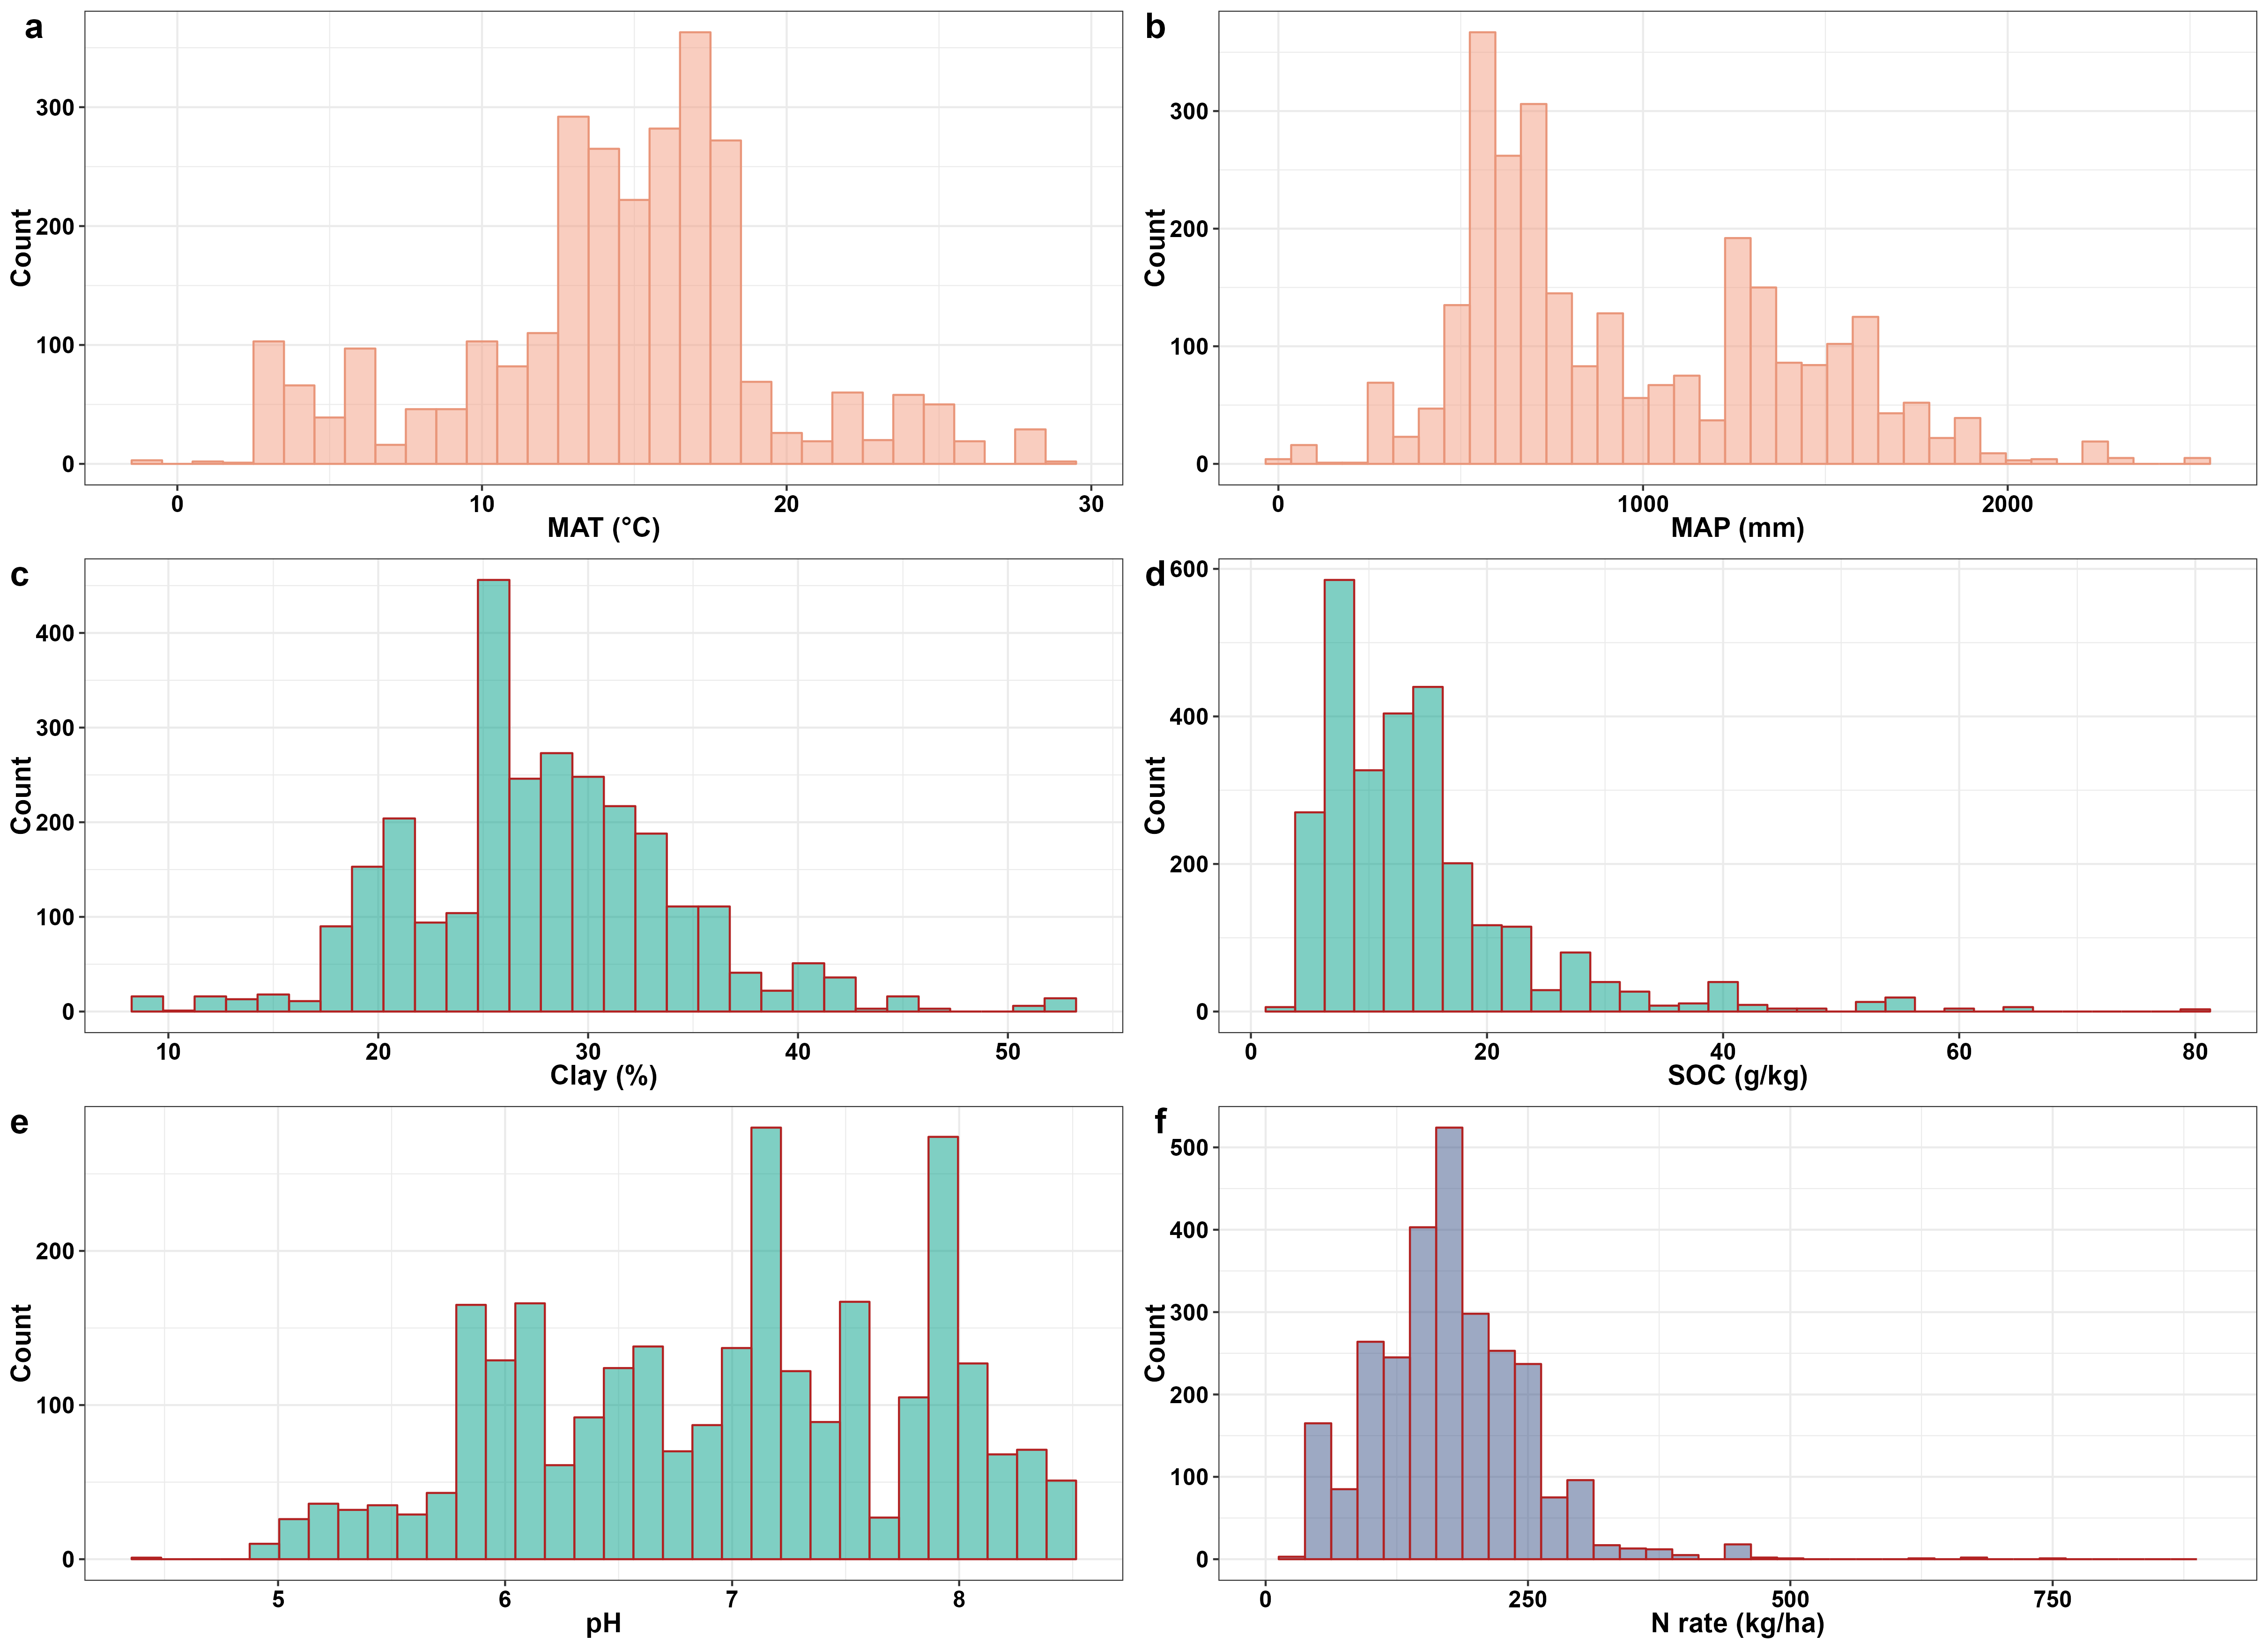 a
Count
300
200
100
0
0 10 20 30
MAT (°C)
b
Count
300
200
100
0
0 1000 2000
MAP (mm)
c
Count
400
300
200
100
0
10 20 30 40 50
Clay (%)
d
Count
600
400
200
0
0 20 40 60 80
SOC (g/kg)
e
Count
200
100
0
5 6 7 8
pH
f
Count
500
400
300
200
100
0
0 250 500 750
N rate (kg/ha)